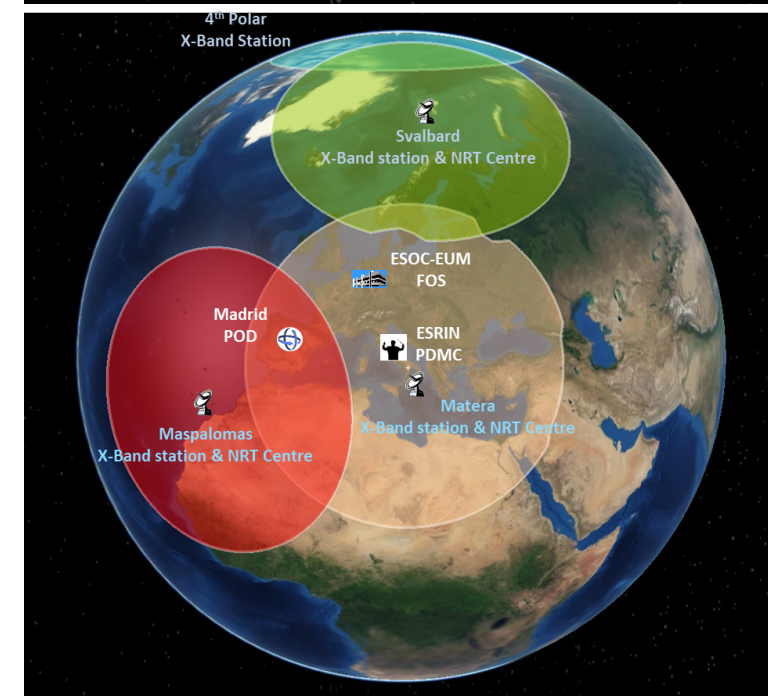 4th Polar
X-Band Station
Svalbard
X-Band station & NRT Centre
ESOC-EUM
FOS
Madrid
POD
ESRIN
PDMC
Matera
X-Band station & NRT Centre
Maspalomas
X-Band station & NRT Centre